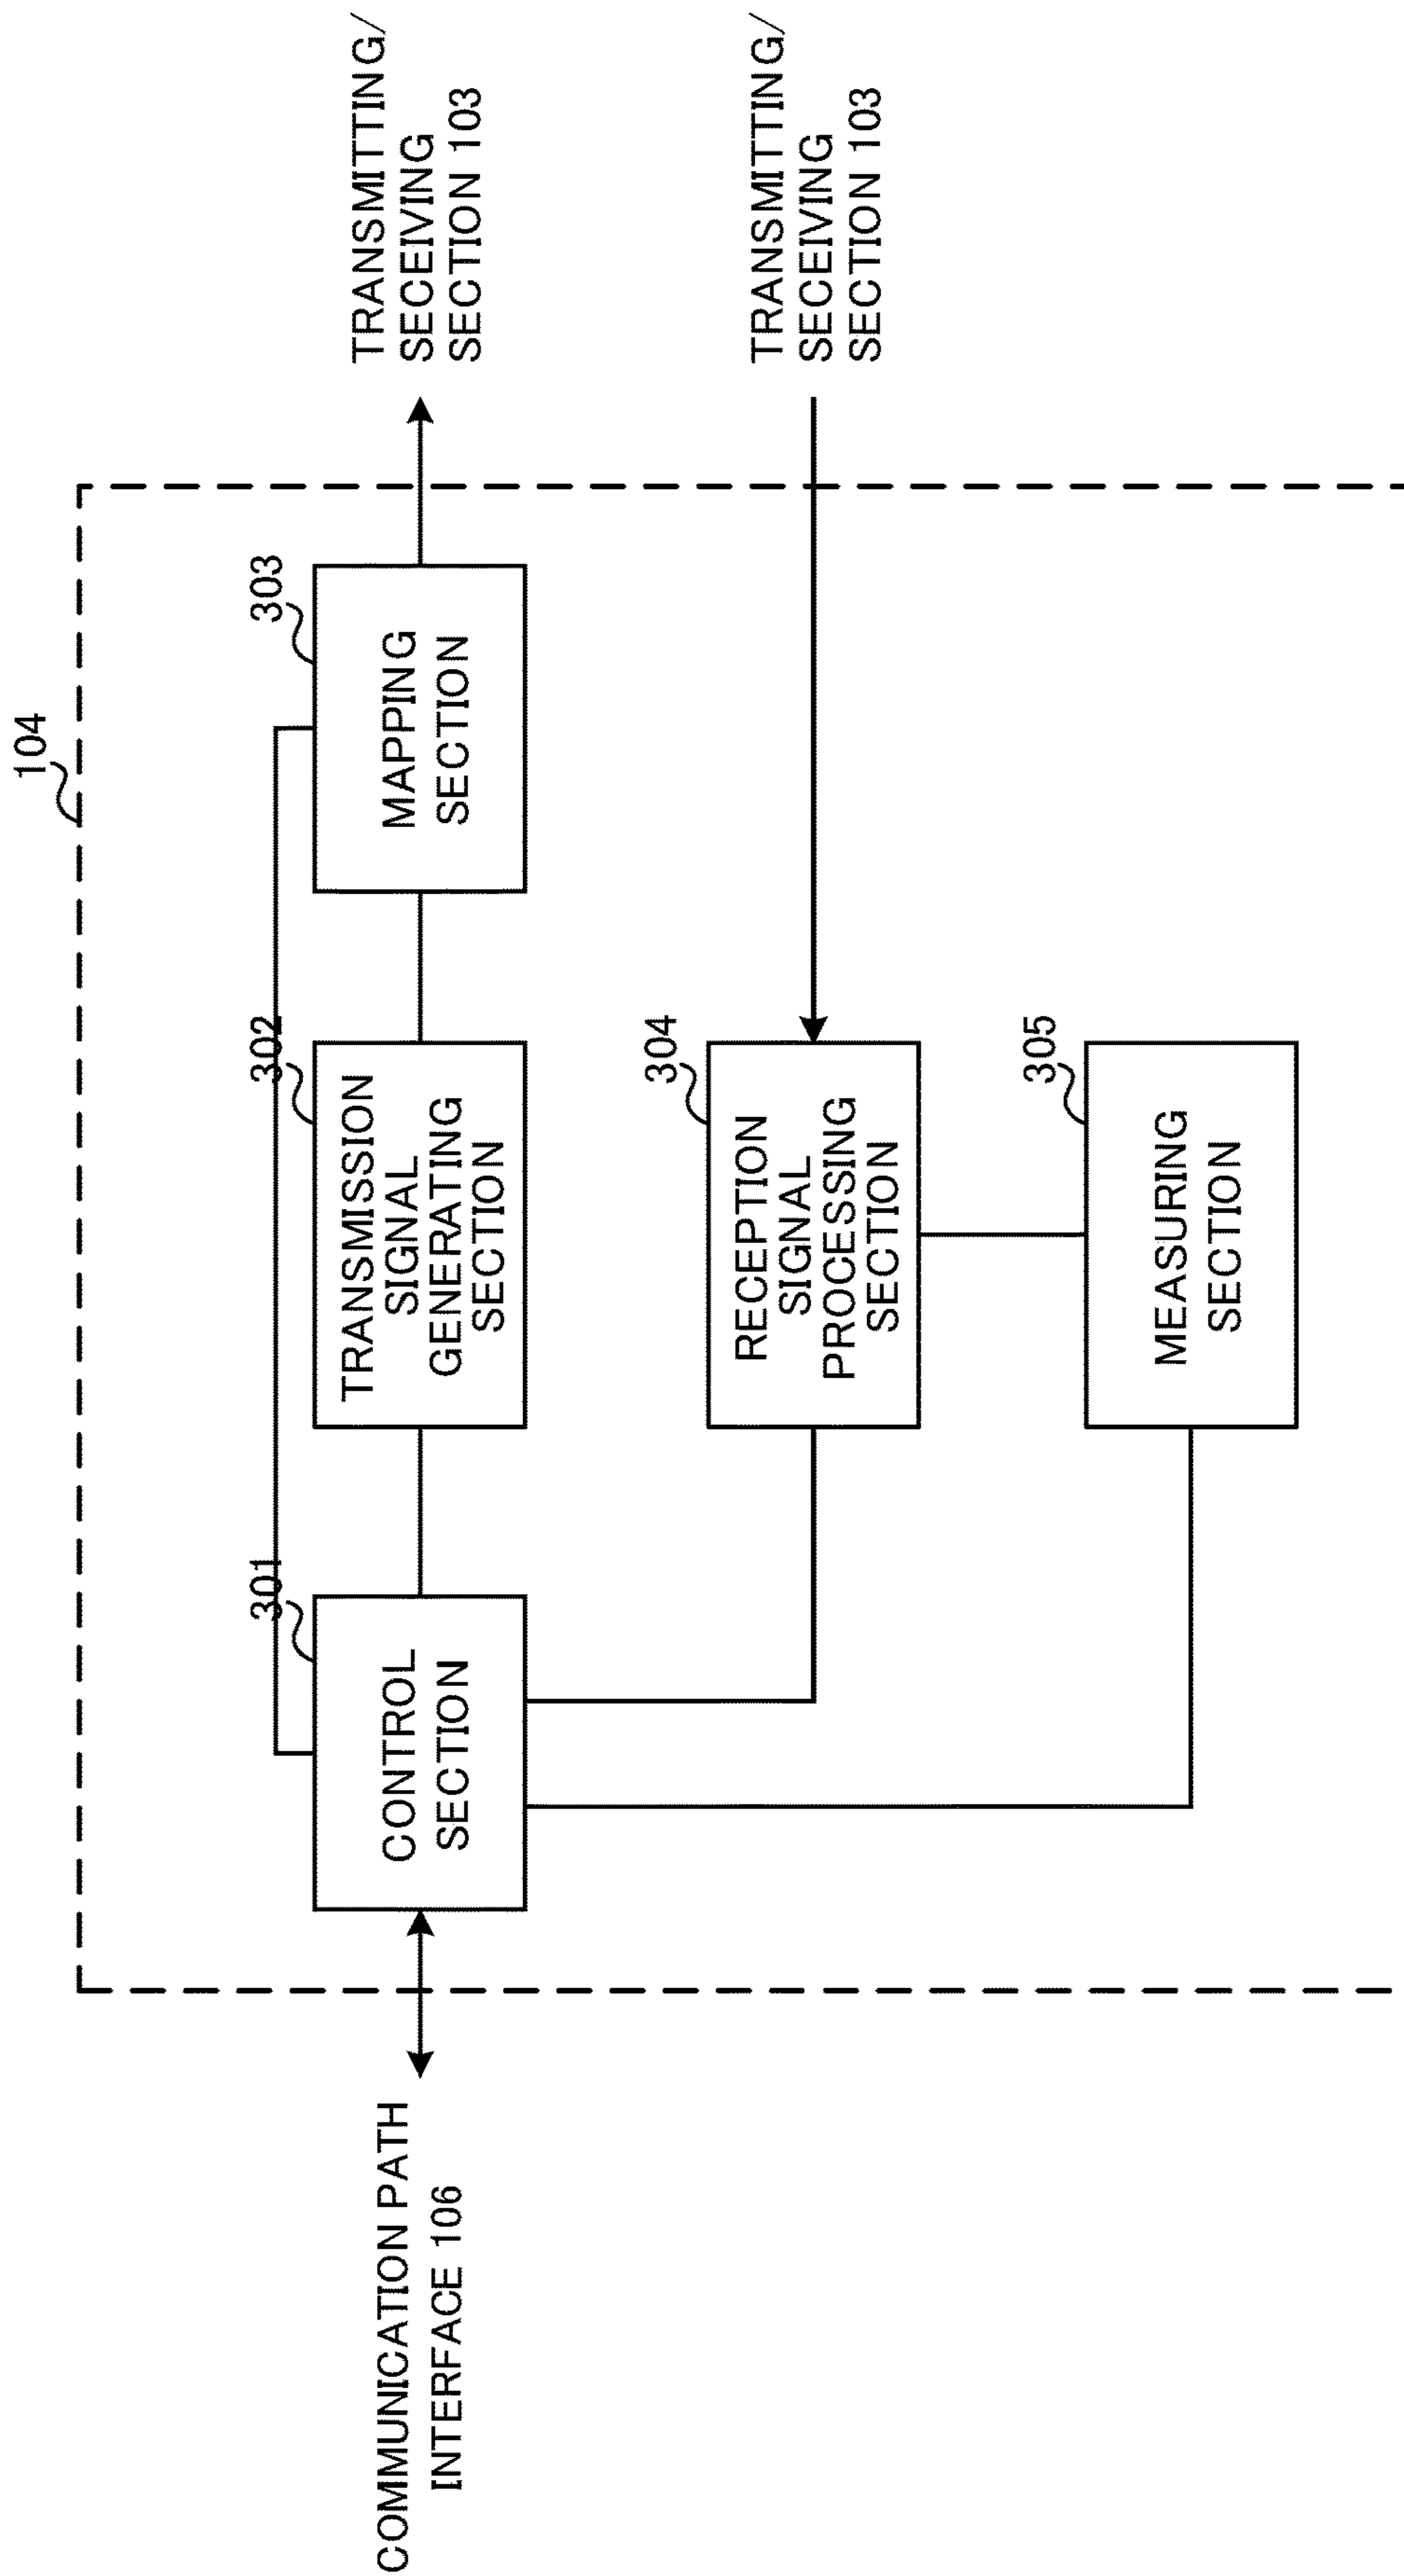 104
COMMUNICATION PATH
INTERFACE 106
301
CONTROL
SECTION
302
TRANSMISSION
SIGNAL
GENERATING
SECTION
303
MAPPING
SECTION
TRANSMITTING/
SECEIVING
SECTION 103
304
RECEPTION
SIGNAL
PROCESSING
SECTION
TRANSMITTING/
SECEIVING
SECTION 103
305
MEASURING
SECTION